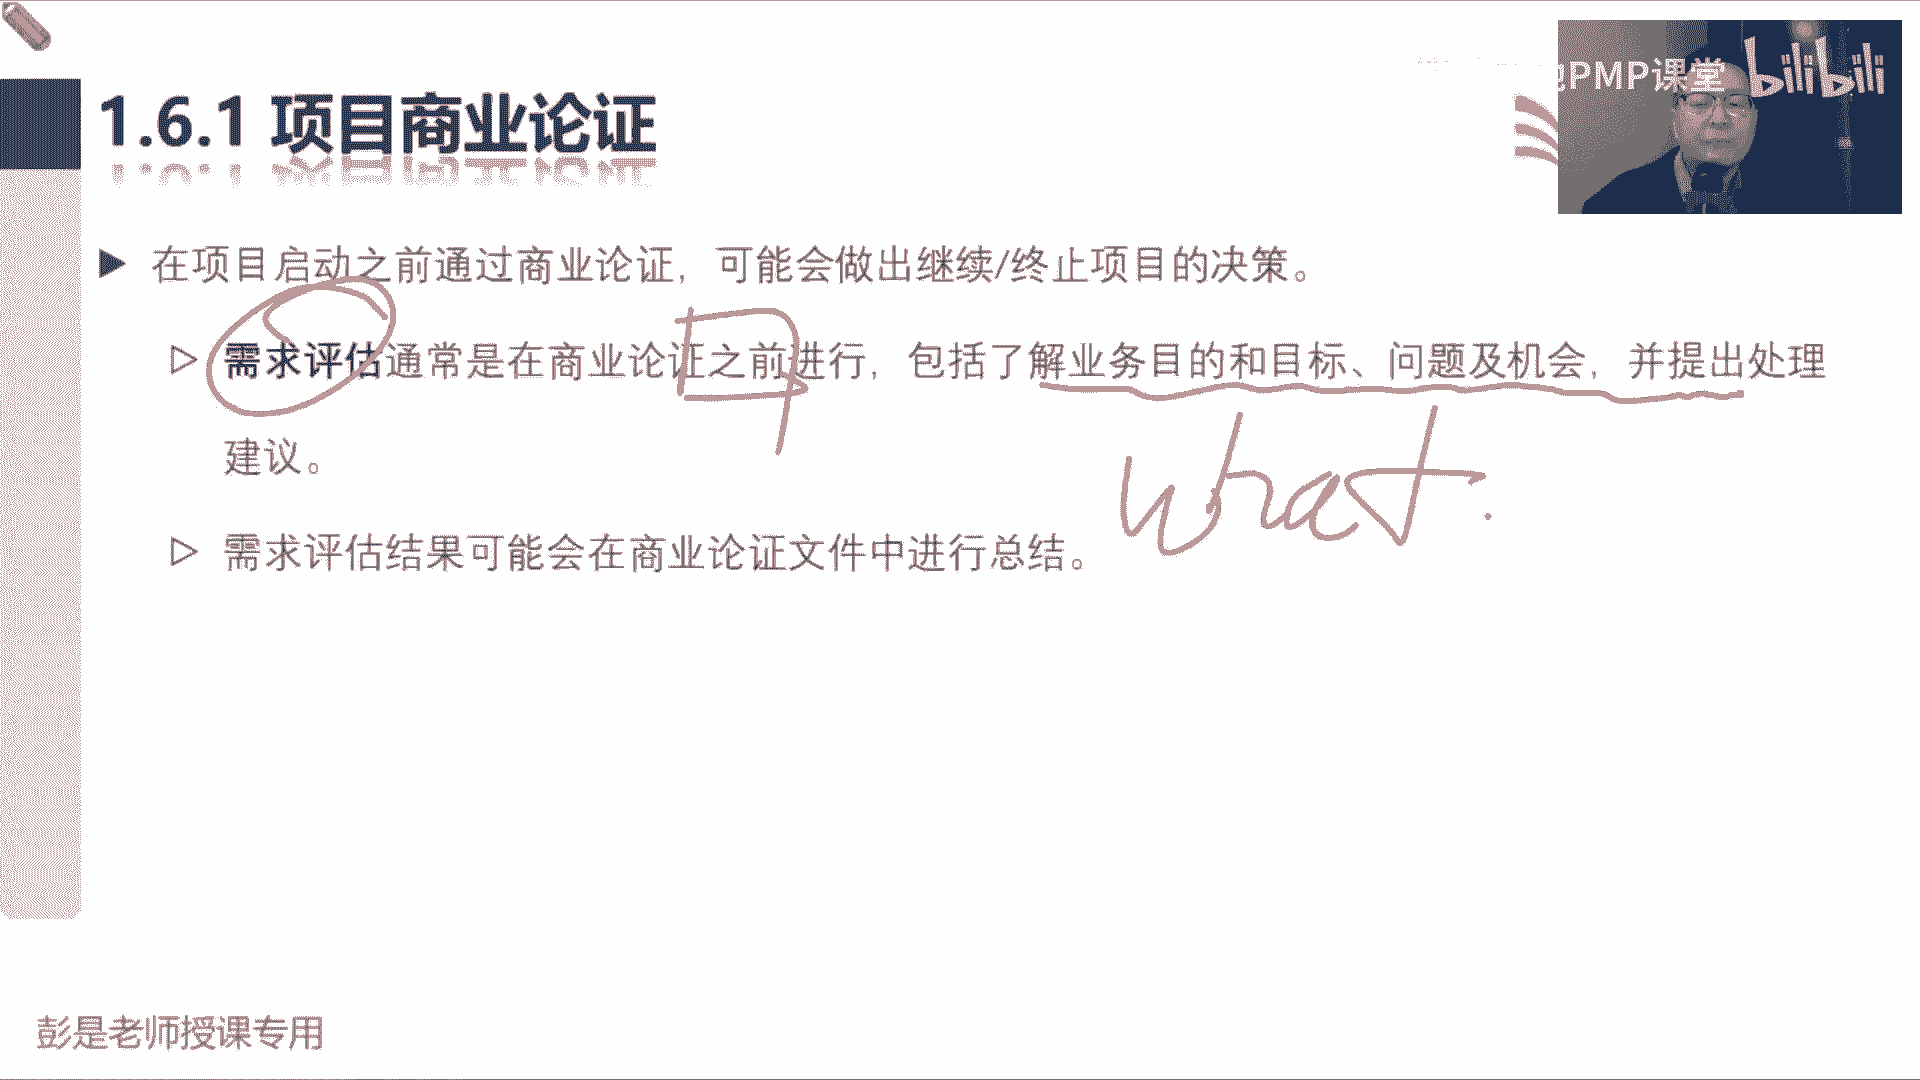 PMP课堂 bilibili
1.6.1 项目商业论证
在项目启动之前通过商业论证，可能会做出继续/终止项目的决策。
需求评估通常是在商业论证之前进行，包括了解业务目的和目标、问题及机会，并提出处理
建议。
what.
需求评估结果可能会在商业论证文件中进行总结。
彭是老师授课专用